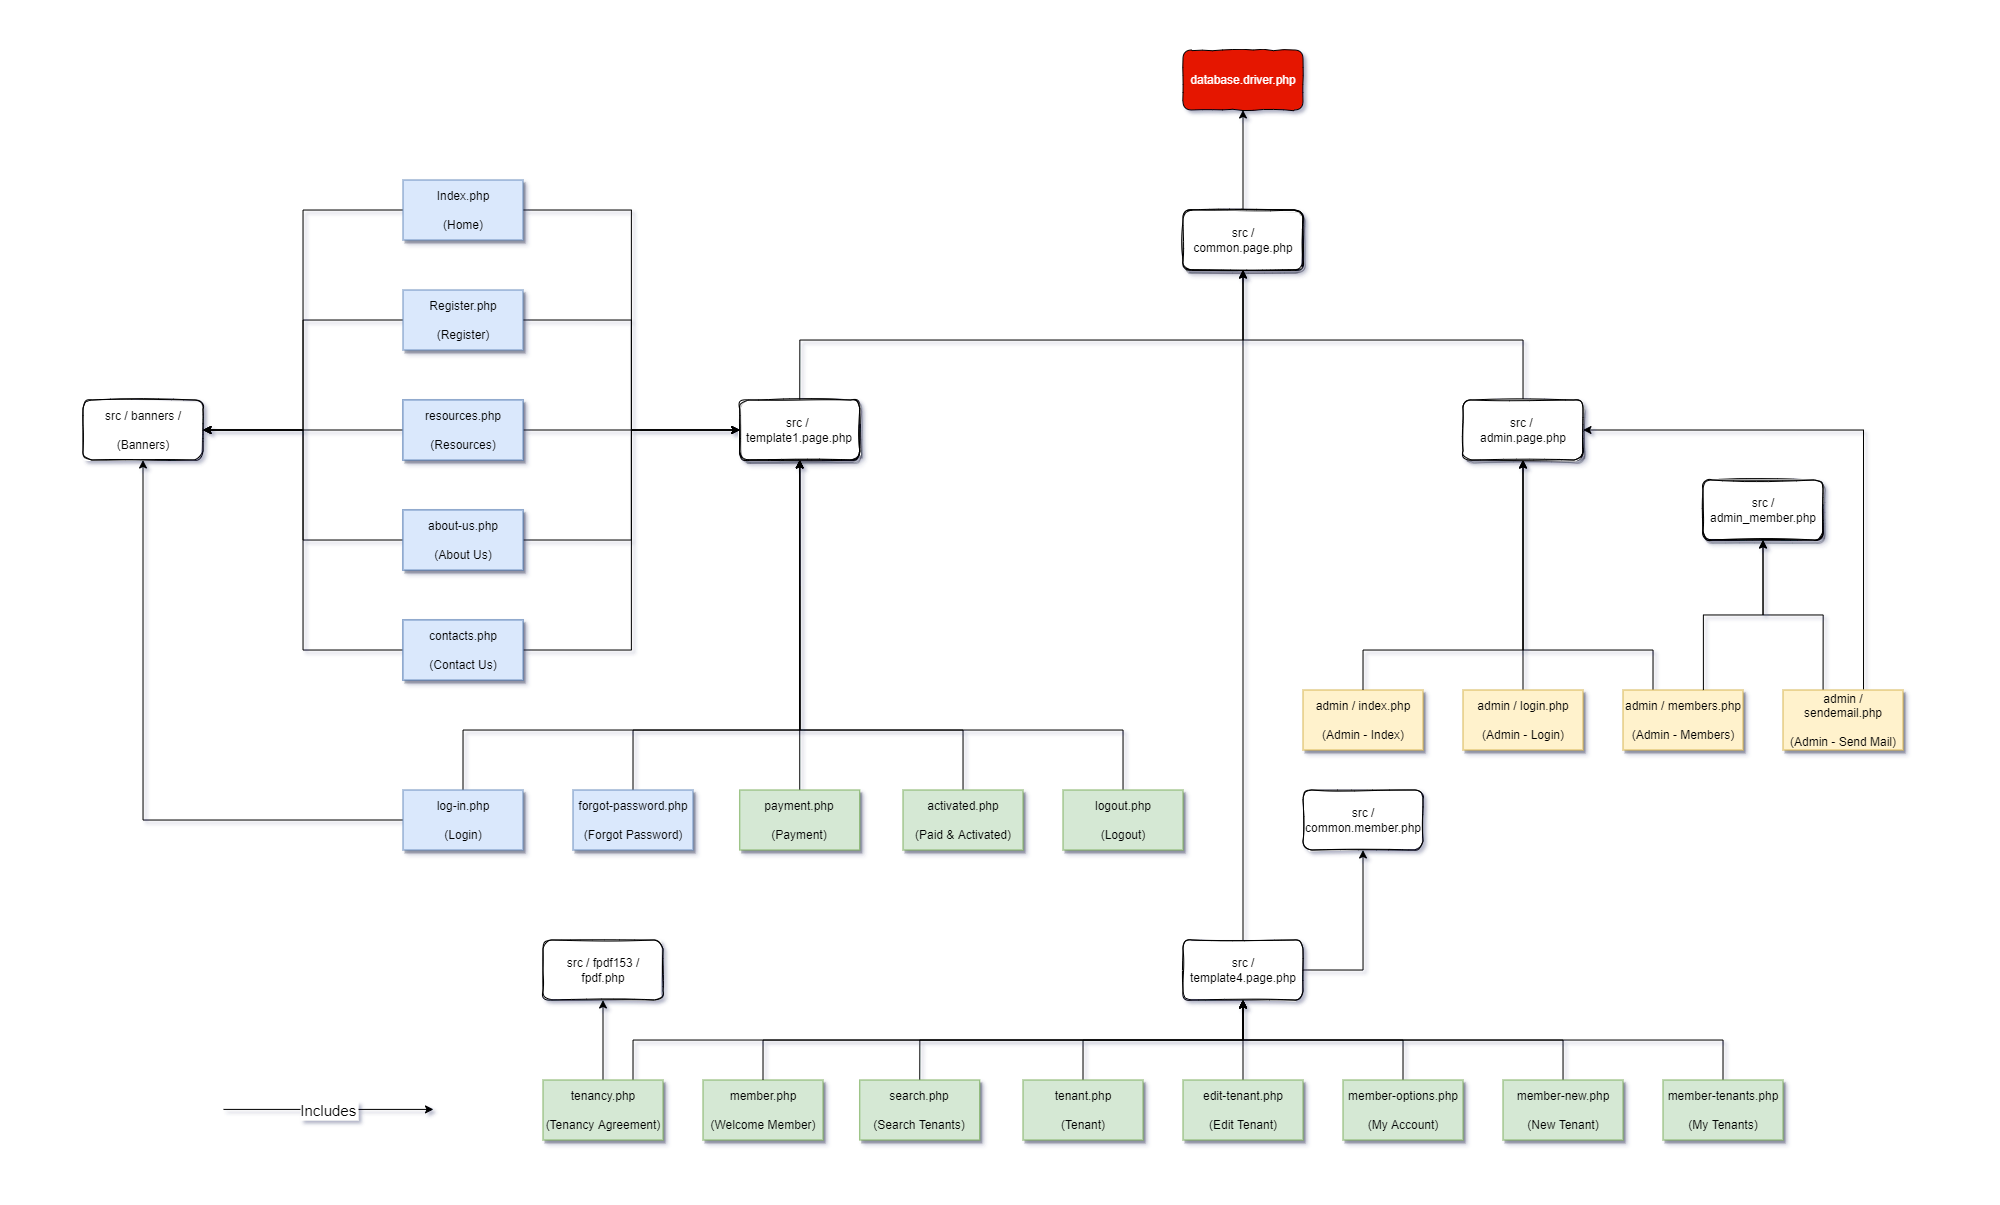 database.driver.php
Index.php
(Home)
src /
common.page.php
Register.php
(Register)
src / banners /
(Banners)
resources.php
(Resources)
src /
template1.page.php
src /
admin.page.php
src /
admin_member.php
about-us.php
(About Us)
contacts.php
(Contact Us)
admin / index.php
(Admin - Index)
admin / login.php
(Admin - Login)
admin / members.php
(Admin - Members)
admin /
sendemail.php
(Admin - Send Mail)
log-in.php
(Login)
forgot-password.php
(Forgot Password)
payment.php
(Payment)
activated.php
(Paid & Activated)
logout.php
(Logout)
src /
common.member.php
src / fpdf153 /
fpdf.php
src /
template4.page.php
Includes
tenancy.php
(Tenancy Agreement)
member.php
(Welcome Member)
search.php
(Search Tenants)
tenant.php
(Tenant)
edit-tenant.php
(Edit Tenant)
member-options.php
(My Account)
member-new.php
(New Tenant)
member-tenants.php
(My Tenants)